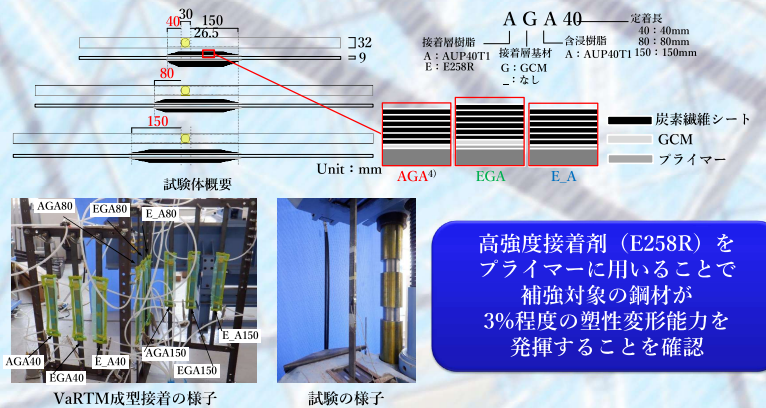 30
40
150
26.5
32
9
80
150
Unit：mm
試験体概要
A G A 40
定着長
40：40mm
80：80mm
150：150mm
接着層樹脂
A：AUP40T1
E：E258R
接着層基材
G：GCM
_：なし
含浸樹脂
A：AUP40T1
炭素繊維シート
GCM
プライマー
AGA4)
EGA
E_A
AGA80
EGA80
E_A80
E_A150
AGA150
EGA150
AGA40
E_A40
EGA40
VaRTM成型接着の様子
試験の様子
高強度接着剤（E258R）を
プライマーに用いることで
補強対象の鋼材が
3%程度の塑性変形能力を
発揮することを確認